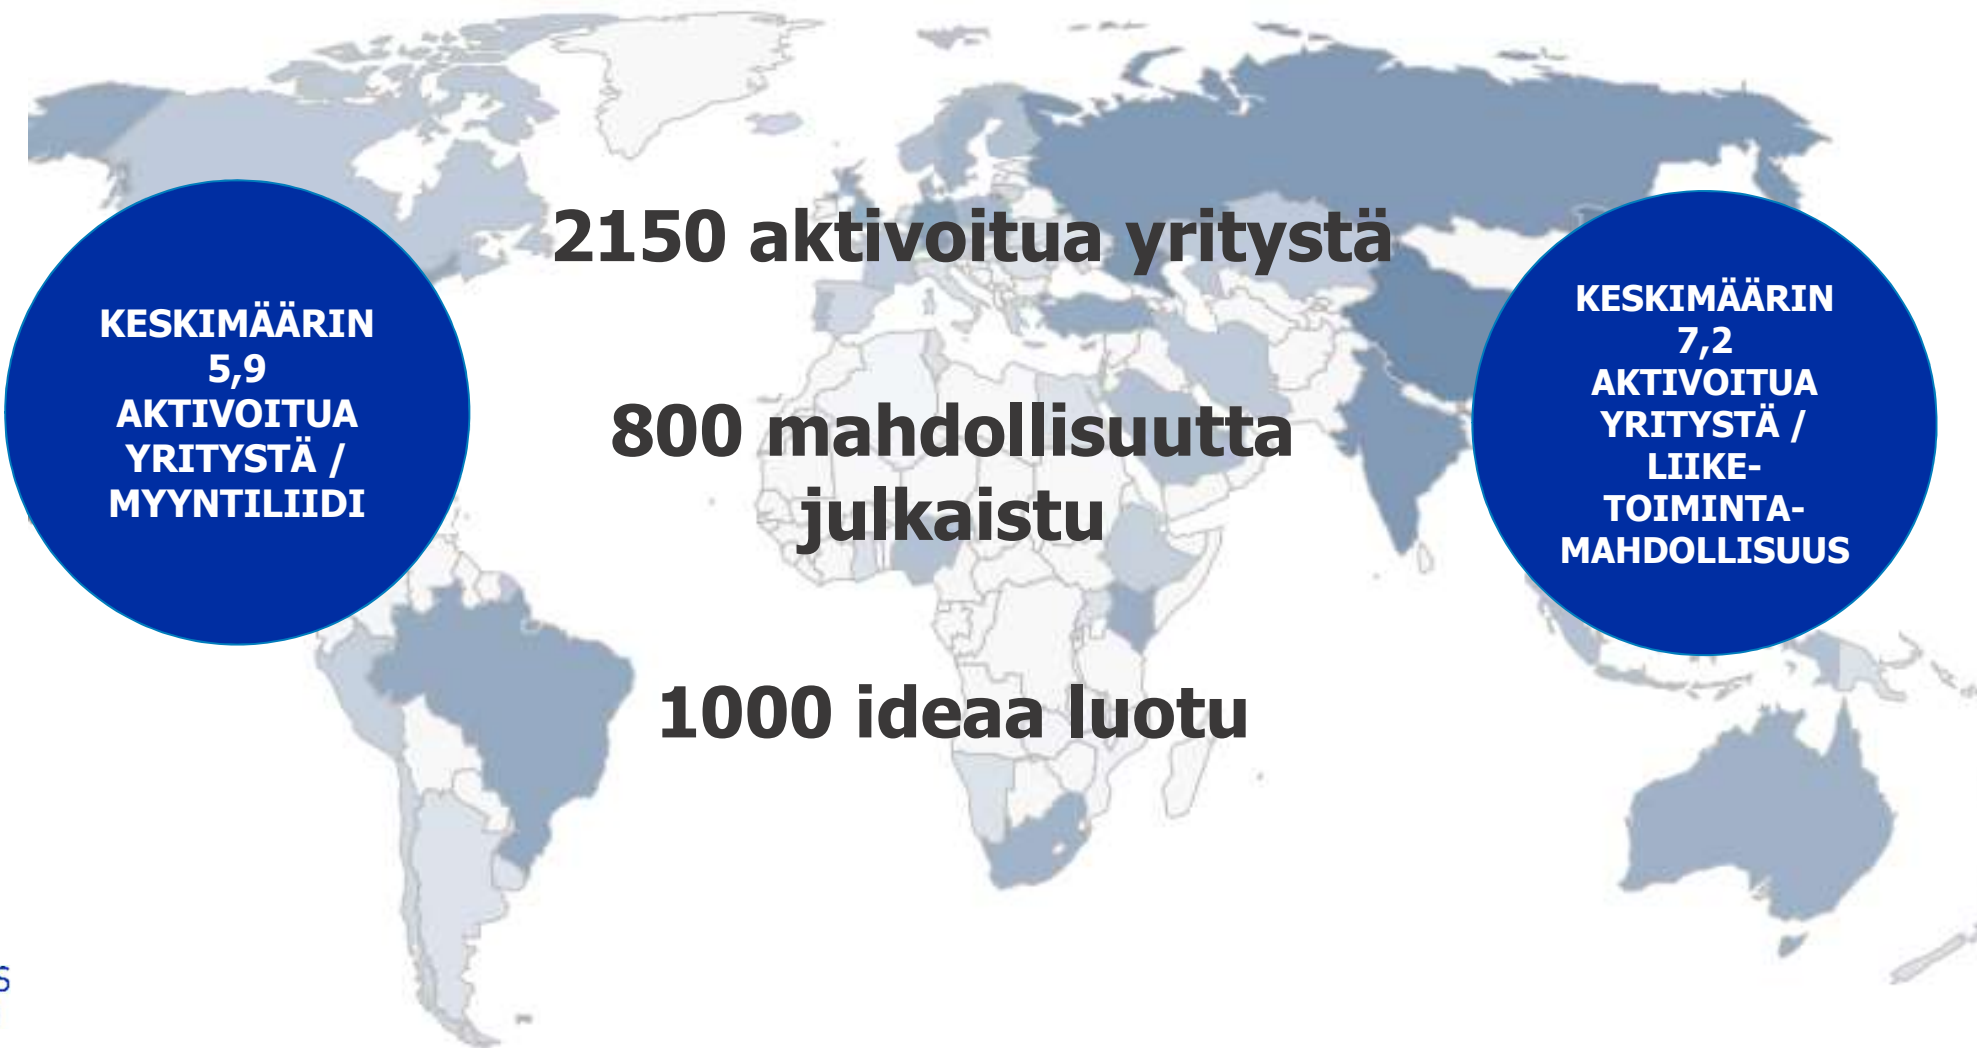 KESKIMÄÄRIN
5,9
AKTIVOITUA
YRITYSTÄ /
MYYNTILIIDI
2150 aktivoitua yritystä
800 mahdollisuutta
julkaistu
1000 ideaa luotu
KESKIMÄÄRIN
7,2
AKTIVOITUA
YRITYSTÄ /
LIIKE-
TOIMINTA-
MAHDOLLISUUS
S